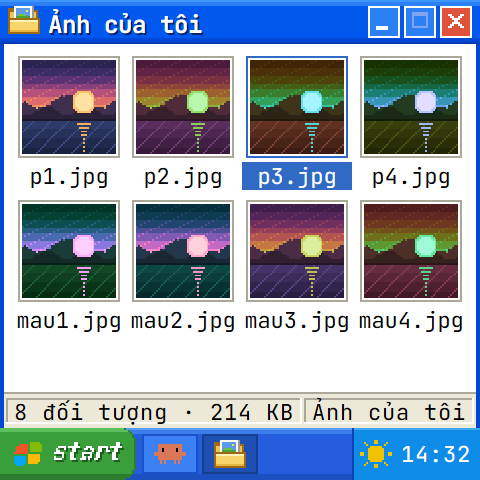 Ảnh của tôi
p1.jpg p2.jpg p3.jpg p4.jpg
mau1.jpg mau2.jpg mau3.jpg mau4.jpg
8 đối tượng · 214 KB Ảnh của tôi
start 14:32